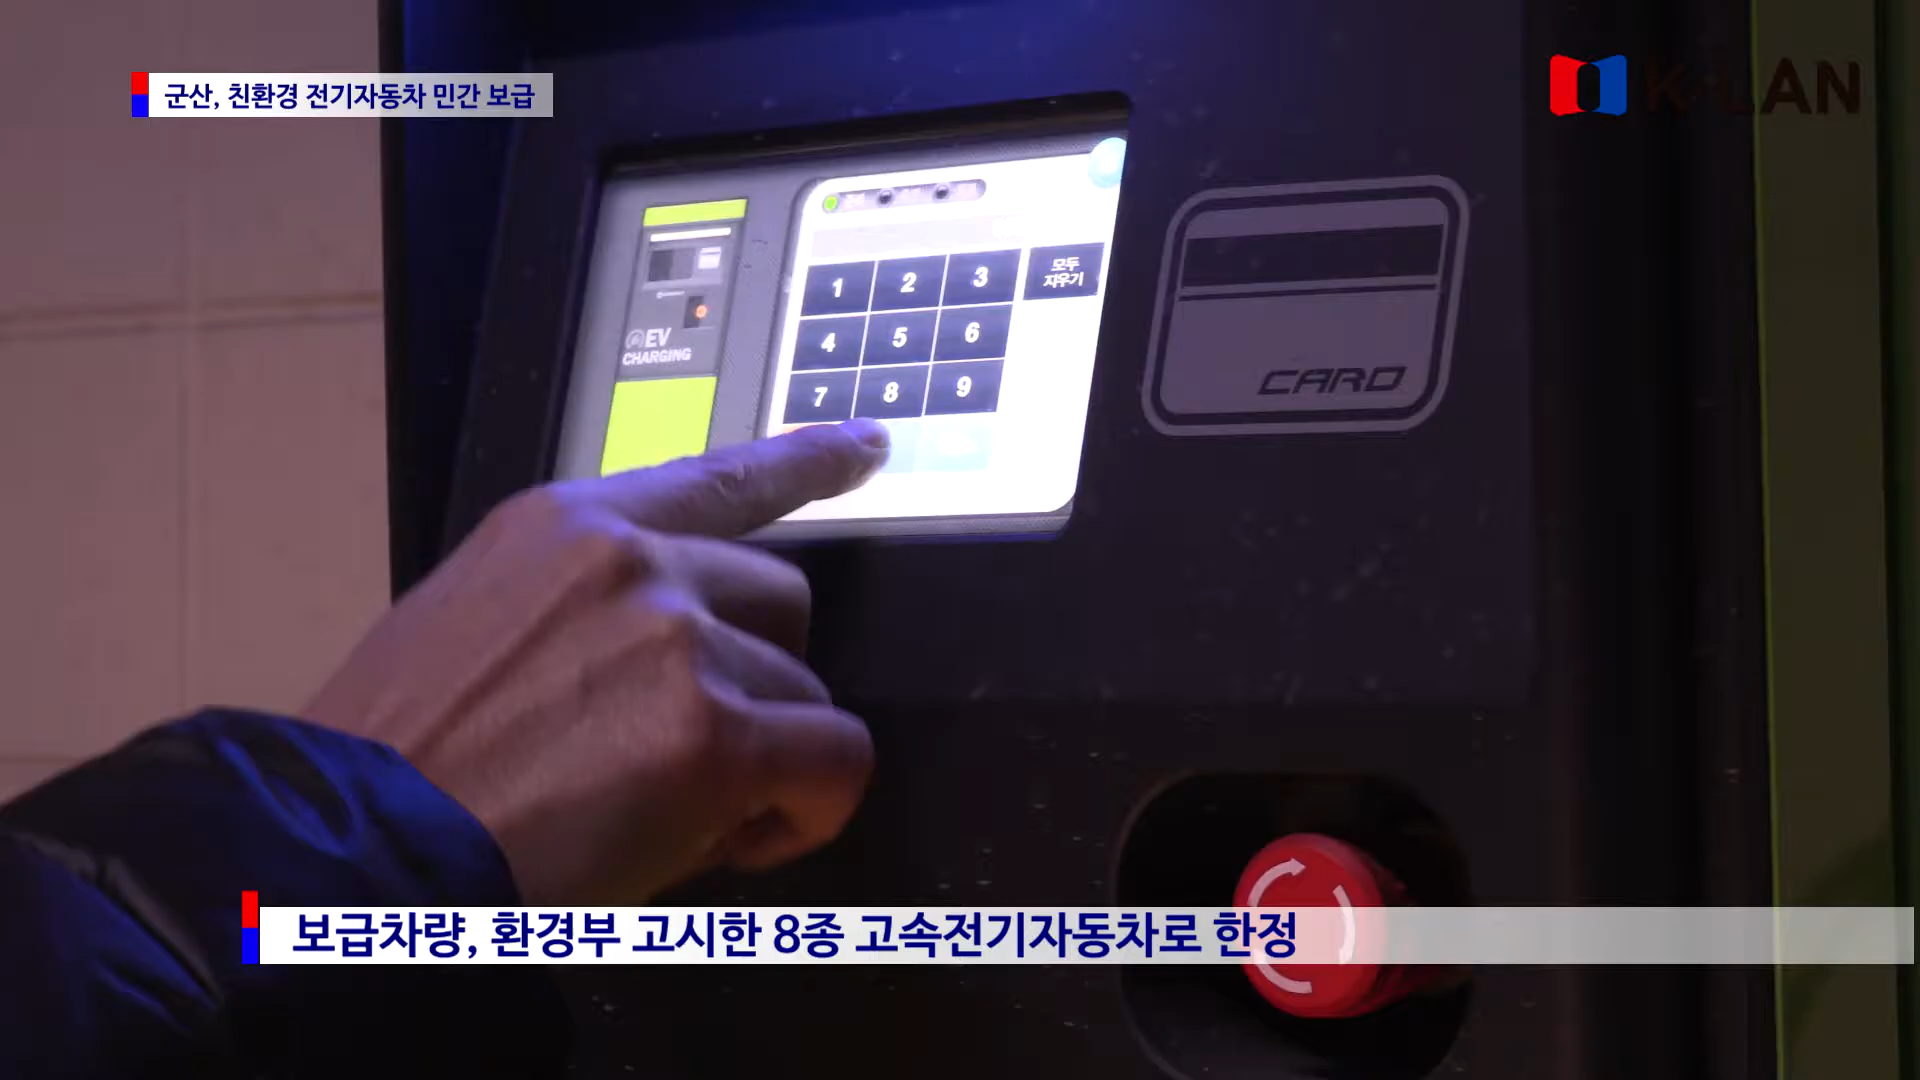 군산, 친환경 전기자동차 민간 보급
K-LAN
1 2 3
모두
지우기
4 5 6
7 8 9
EV
CHARGING
CARD
보급차량, 환경부 고시한 8종 고속전기자동차로 한정